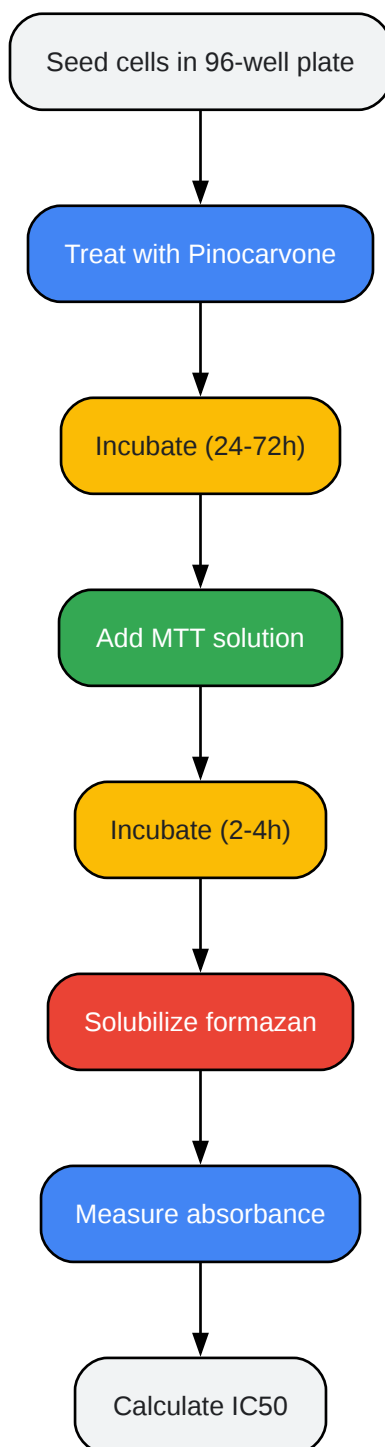 Seed cells in 96-well plate
Treat with Pinocarvone
Incubate (24-72h)
Add MTT solution
Incubate (2-4h)
Solubilize formazan
Measure absorbance
Calculate IC50